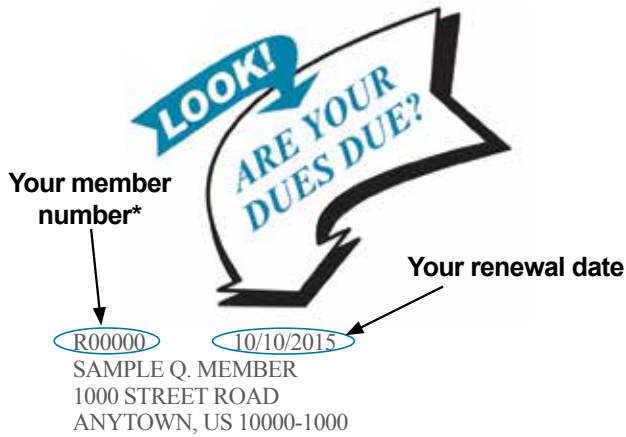 LOOK!
ARE YOUR
DUES DUE?
Your member
number*
Your renewal date
R00000 10/10/2015
SAMPLE Q. MEMBER
1000 STREET ROAD
ANYTOWN, US 10000-1000